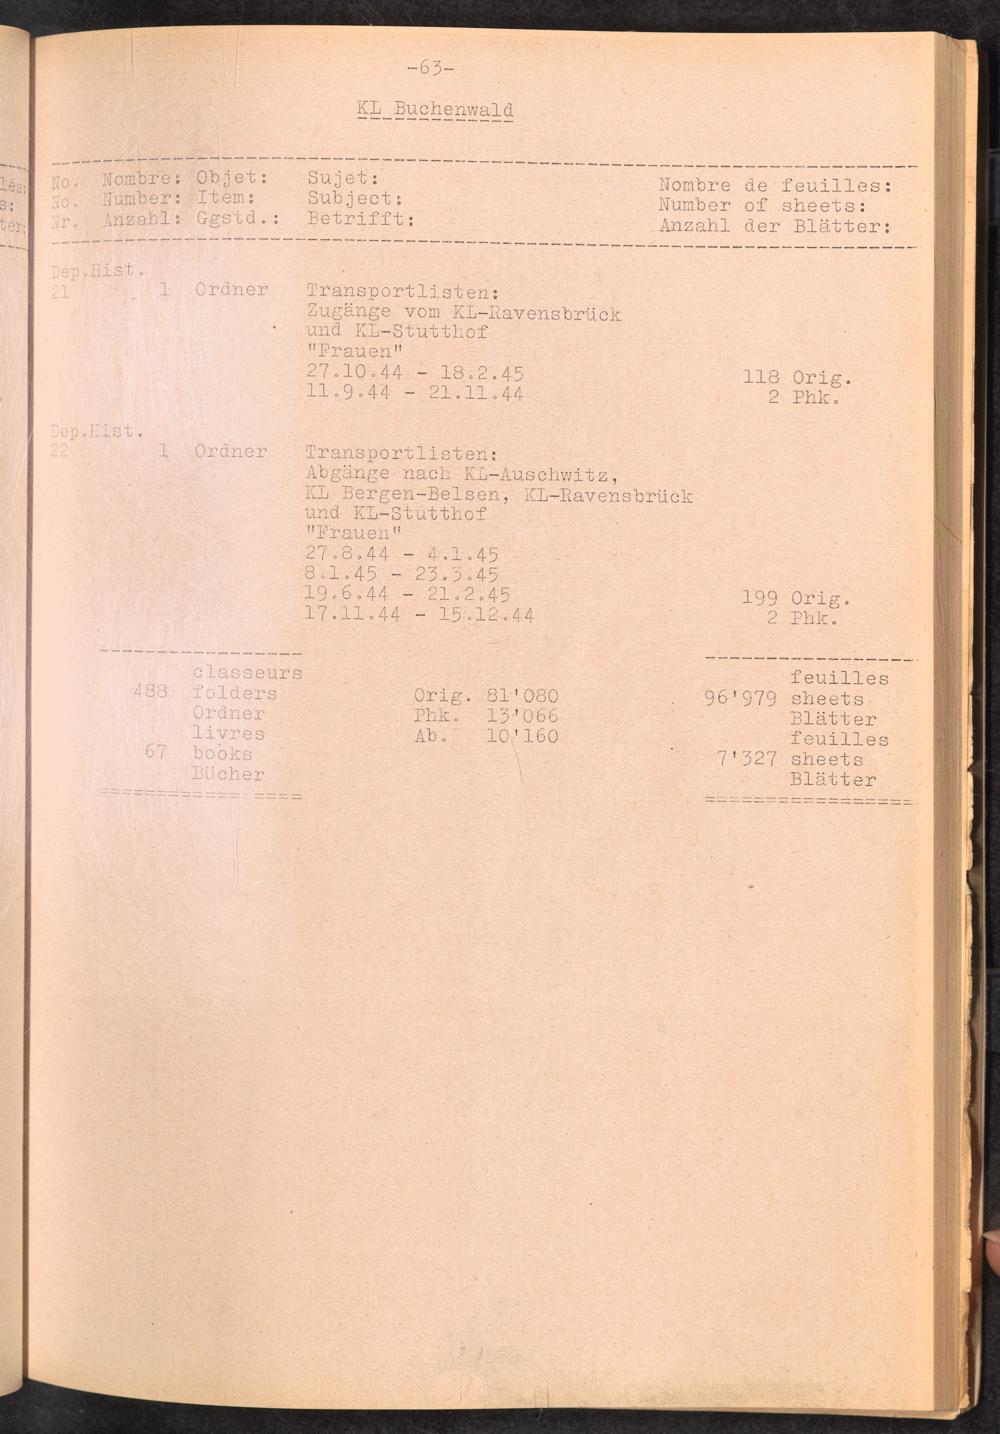 -63-
KL Buchenwald
No. Nombre: Objet: Sujet: Nombre de feuilles:
No. Number: Item: Subject: Number of sheets:
Nr. Anzahl: Ggstd.: Betrifft: Anzahl der Blätter:
Dep.Hist.
21 1 Ordner Transportlisten:
Zugänge vom KL-Ravensbrück
und KL-Stutthof
"Frauen"
27.10.44 - 18.2.45 118 Orig.
11.9.44 - 21.11.44 2 Phk.
Dep.Hist.
22 1 Ordner Transportlisten:
Abgänge nach KL-Auschwitz,
KL Bergen-Belsen, KL-Ravensbrück
und KL-Stutthof
"Frauen"
27.8.44 - 4.1.45
8.1.45 - 23.3.45
19.6.44 - 21.2.45 199 Orig.
17.11.44 - 15.12.44 2 Phk.
classeurs feuilles
488 folders Orig. 81'080 96'979 sheets
Ordner Phk. 13'066 Blätter
livres Ab. 10'160 feuilles
67 books 7'327 sheets
Bücher Blätter